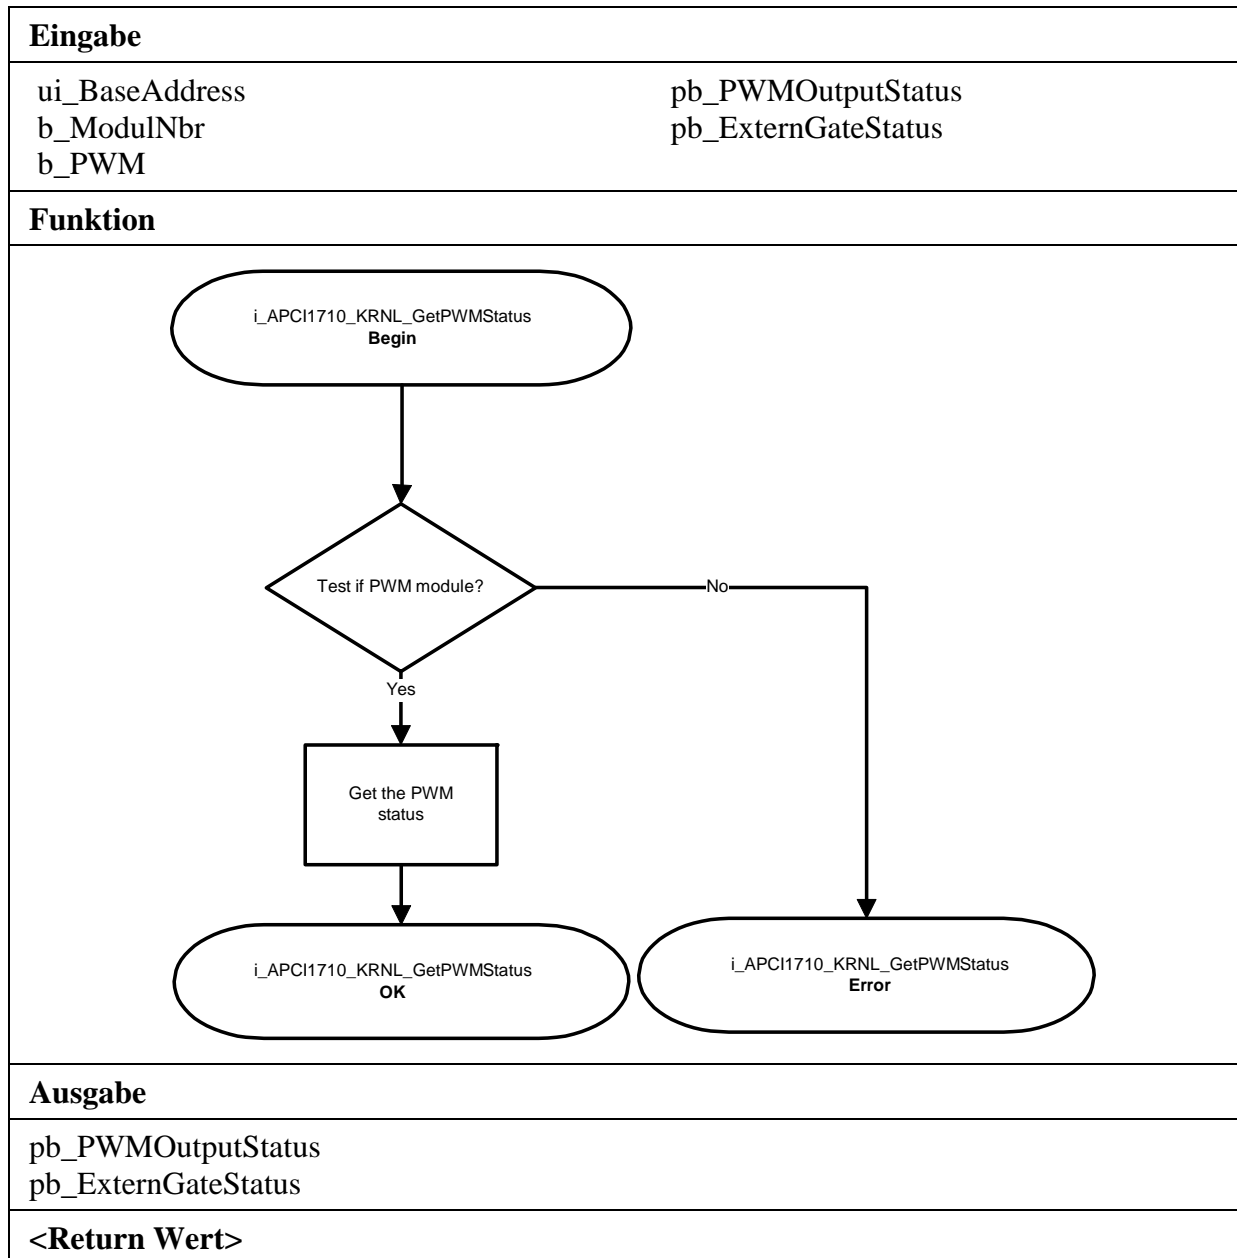 Eingabe
ui_BaseAddress
b_ModulNbr
b_PWM
pb_PWMOutputStatus
pb_ExternGateStatus
Funktion
i_APCI1710_KRNL_GetPWMStatus
Begin
Test if PWM module?
No
Yes
Get the PWM
status
i_APCI1710_KRNL_GetPWMStatus
OK
i_APCI1710_KRNL_GetPWMStatus
Error
Ausgabe
pb_PWMOutputStatus
pb_ExternGateStatus
<Return Wert>